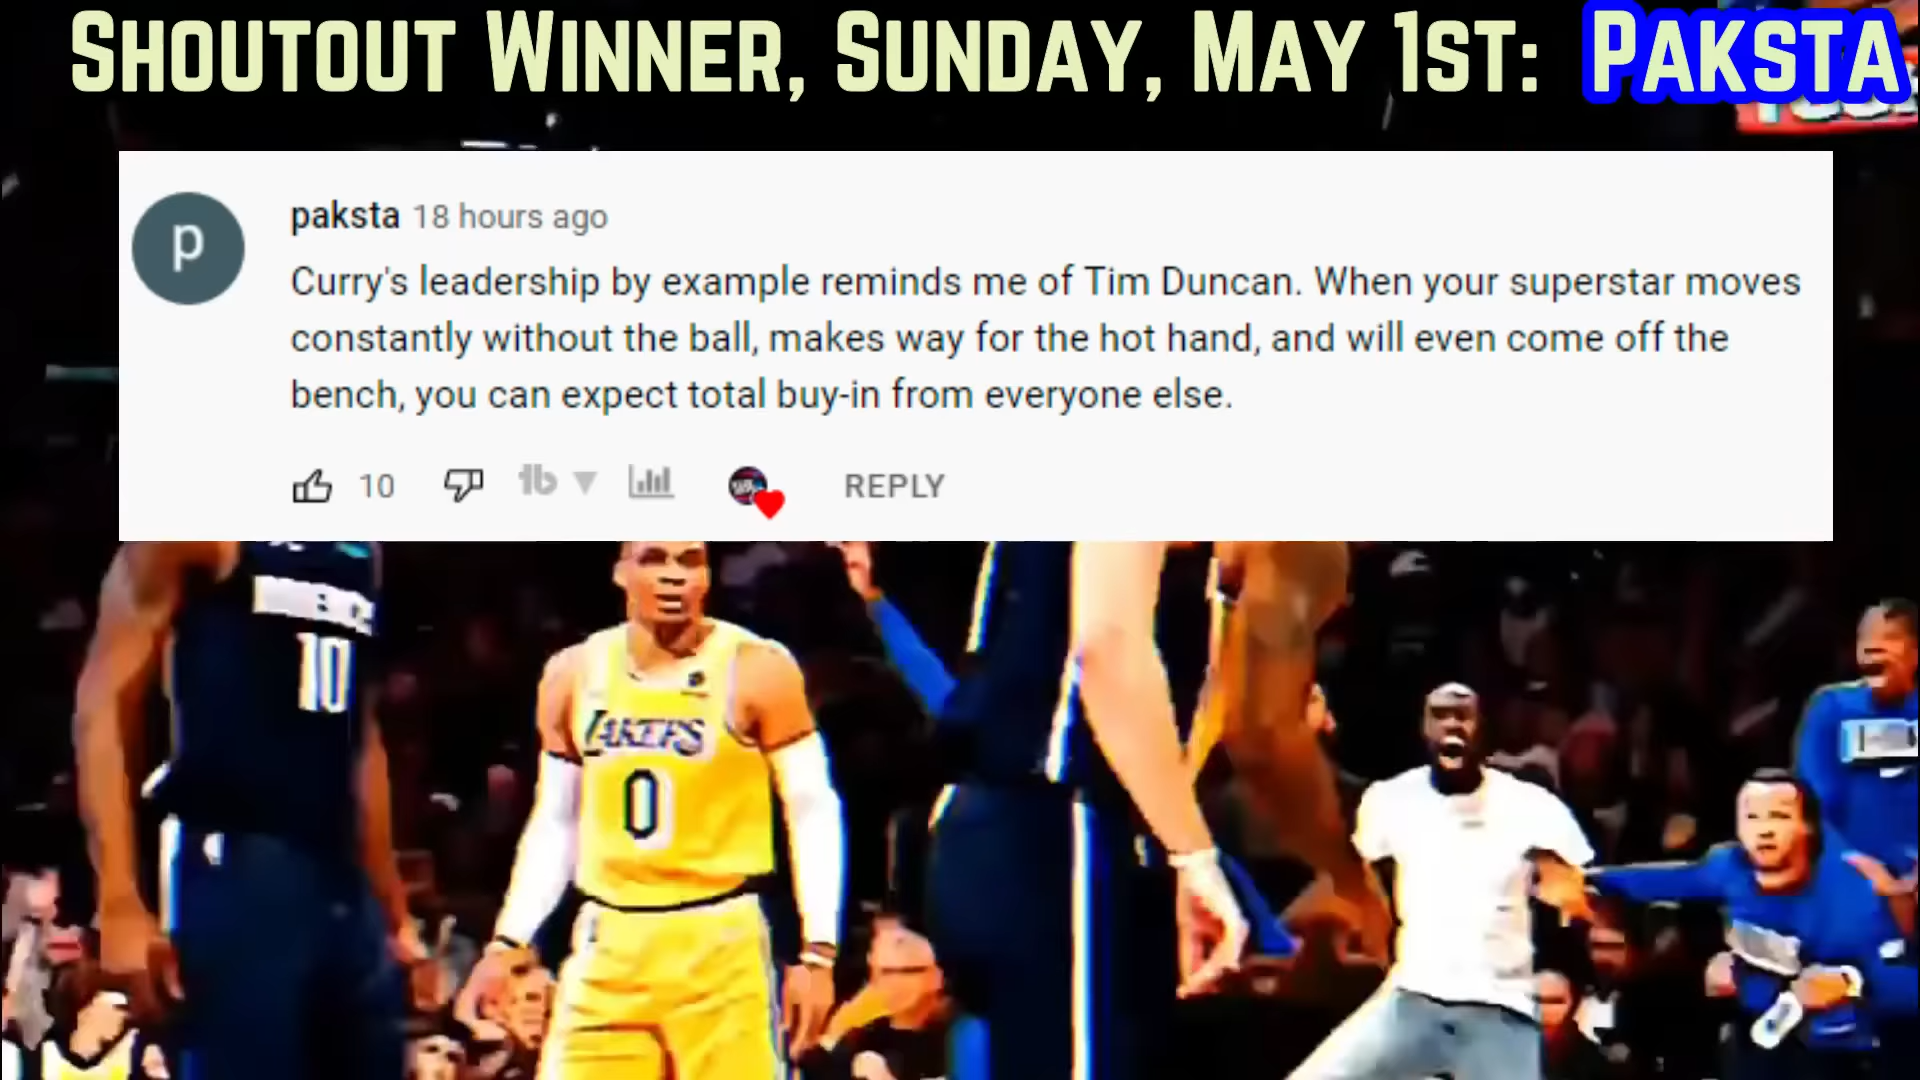 SHOUTOUT WINNER, SUNDAY, MAY 1ST: PAKSTA
p
paksta 18 hours ago
Curry's leadership by example reminds me of Tim Duncan. When your superstar moves
constantly without the ball, makes way for the hot hand, and will even come off the
bench, you can expect total buy-in from everyone else.
10
REPLY
10
LAKERS
0